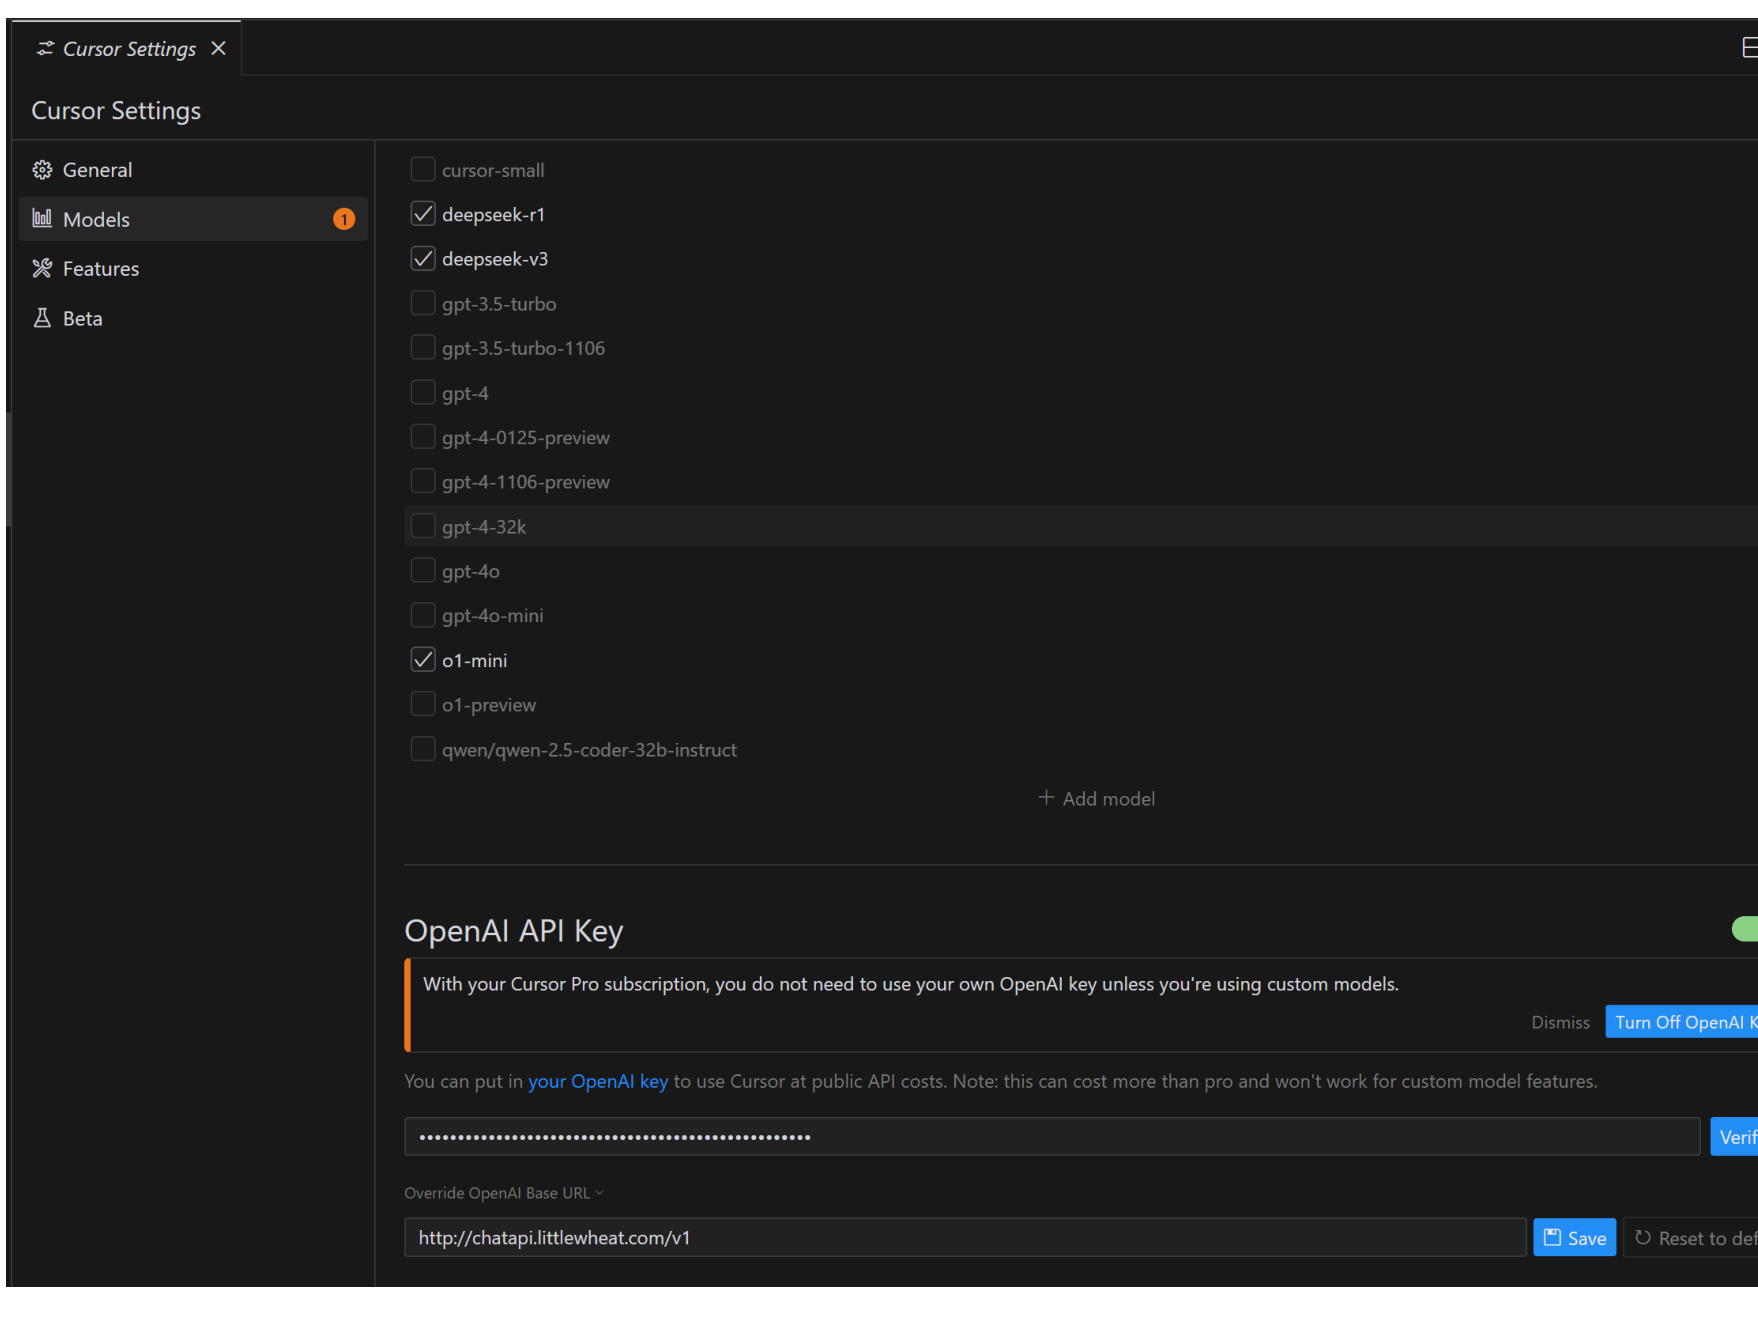 Cursor Settings
Cursor Settings
General
Models 1
Features
Beta
cursor-small
deepseek-r1
deepseek-v3
gpt-3.5-turbo
gpt-3.5-turbo-1106
gpt-4
gpt-4-0125-preview
gpt-4-1106-preview
gpt-4-32k
gpt-4o
gpt-4o-mini
o1-mini
o1-preview
qwen/qwen-2.5-coder-32b-instruct
+ Add model
OpenAI API Key
With your Cursor Pro subscription, you do not need to use your own OpenAI key unless you're using custom models.
Dismiss Turn Off OpenAI K
You can put in your OpenAI key to use Cursor at public API costs. Note: this can cost more than pro and won't work for custom model features.
Verif
Override OpenAI Base URL
http://chatapi.littlewheat.com/v1 Save Reset to def